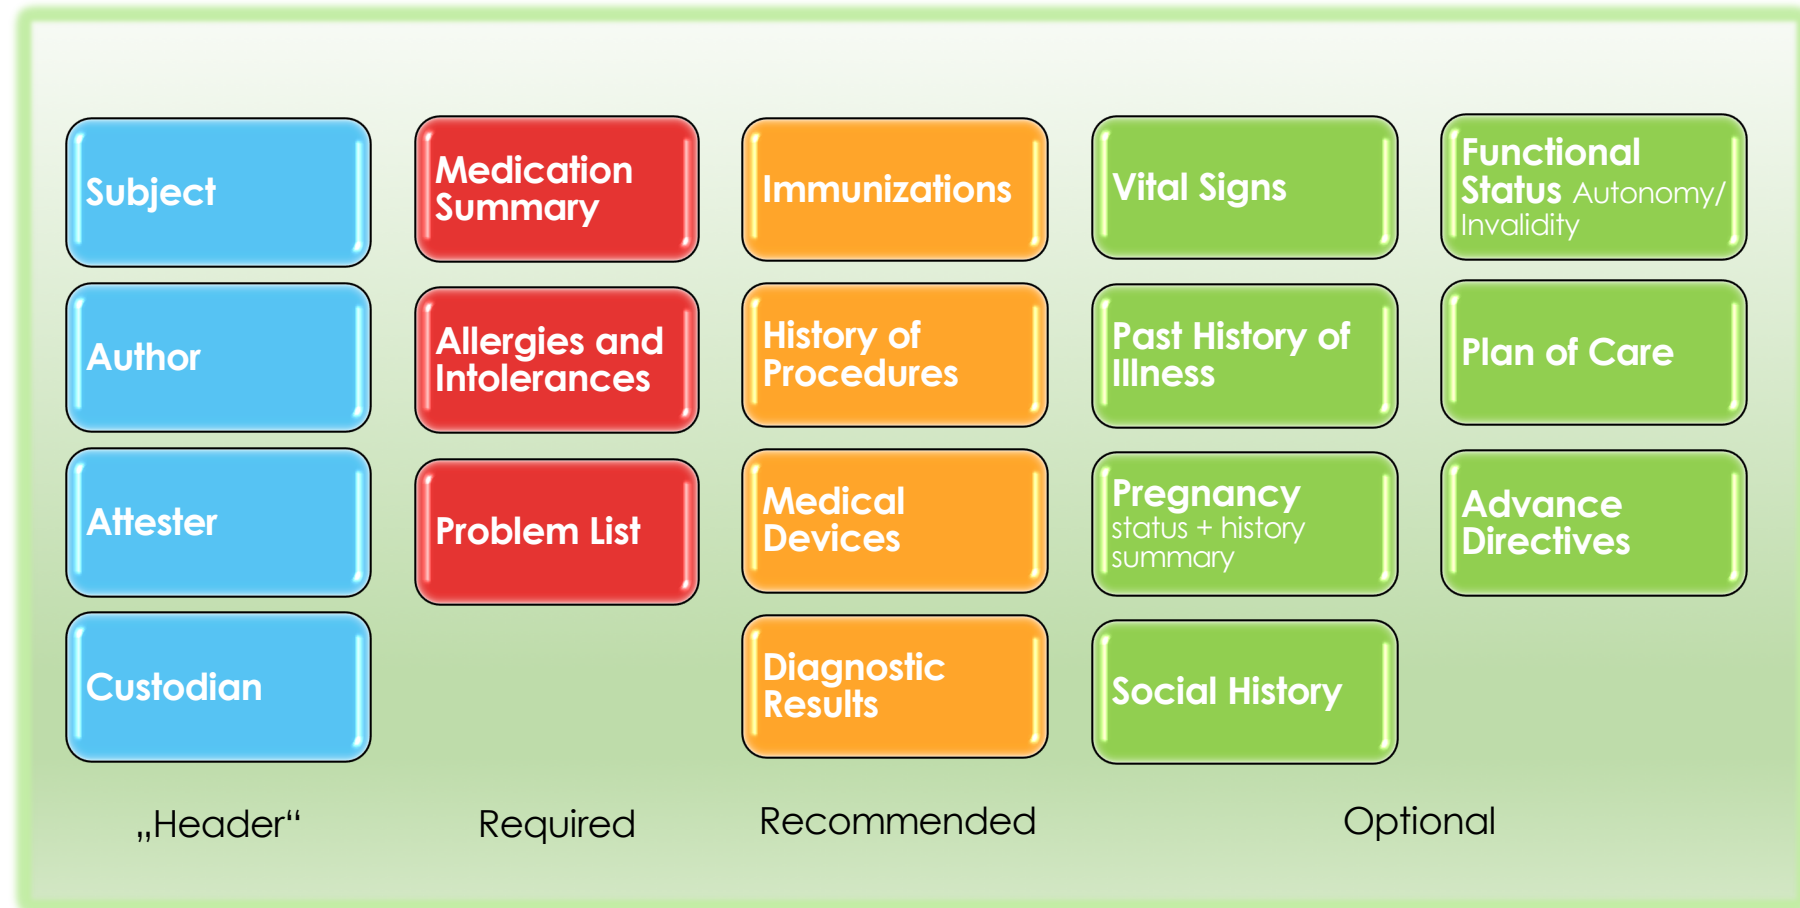 Subject
Author
Attester
Custodian
„Header“
Medication
Summary
Allergies and
Intolerances
Problem List
Required
Immunizations
History of
Procedures
Medical
Devices
Diagnostic
Results
Recommended
Vital Signs
Past History of
Illness
Pregnancy
status + history
summary
Social History
Functional
Status Autonomy/
Invalidity
Plan of Care
Advance
Directives
Optional